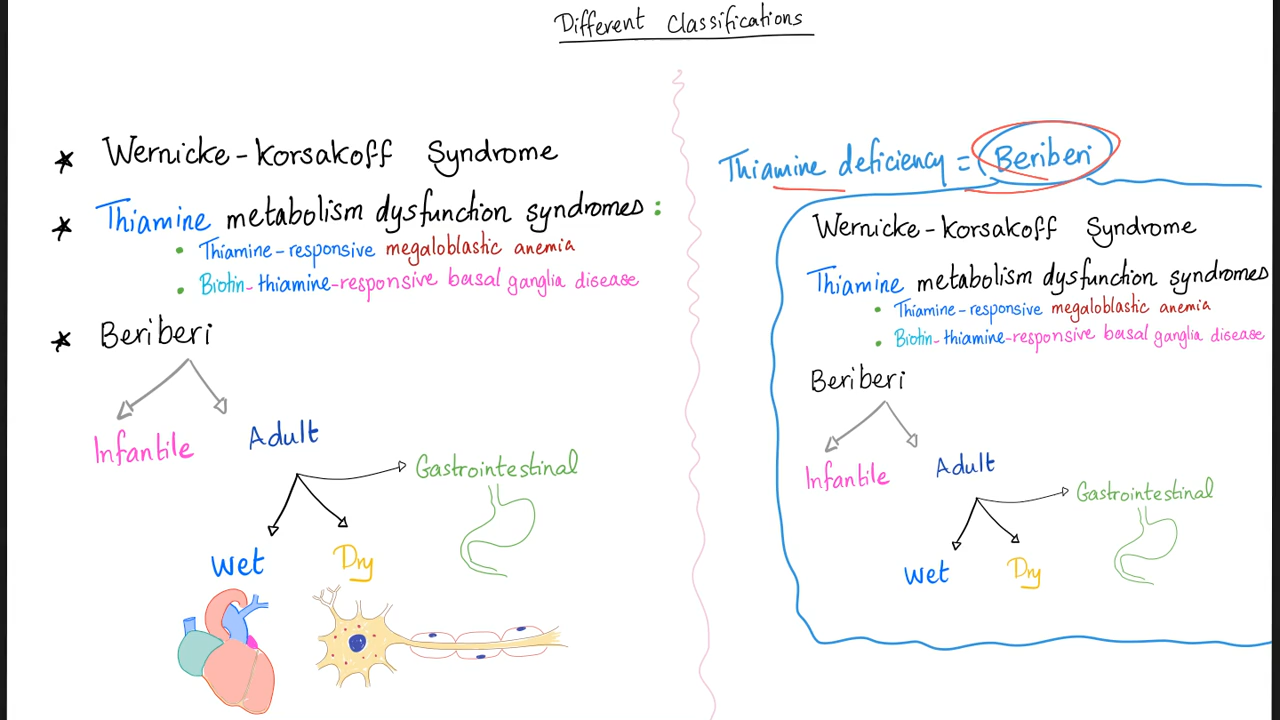 Different Classifications
Wernicke-Korsakoff Syndrome
Thiamine metabolism dysfunction syndromes:
• Thiamine-responsive megaloblastic anemia
• Biotin-thiamine-responsive basal ganglia disease
Beriberi
Infantile
Adult
Gastrointestinal
Wet
Dry
Thiamine deficiency = Beriberi
Wernicke-Korsakoff Syndrome
Thiamine metabolism dysfunction syndromes
• Thiamine-responsive megaloblastic anemia
• Biotin-thiamine-responsive basal ganglia disease
Beriberi
Infantile
Adult
Gastrointestinal
Wet
Dry